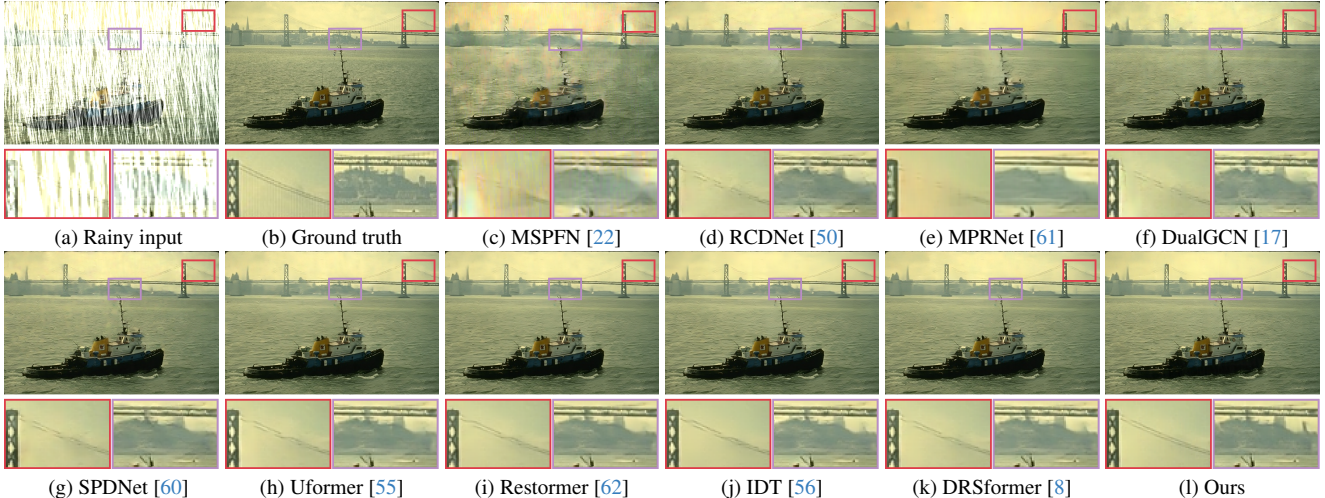 (a) Rainy input (b) Ground truth (c) MSPFN [22] (d) RCDNet [50] (e) MPRNet [61] (f) DualGCN [17]
(g) SPDNet [60] (h) Uformer [55] (i) Restormer [62] (j) IDT [56] (k) DRSformer [8] (l) Ours